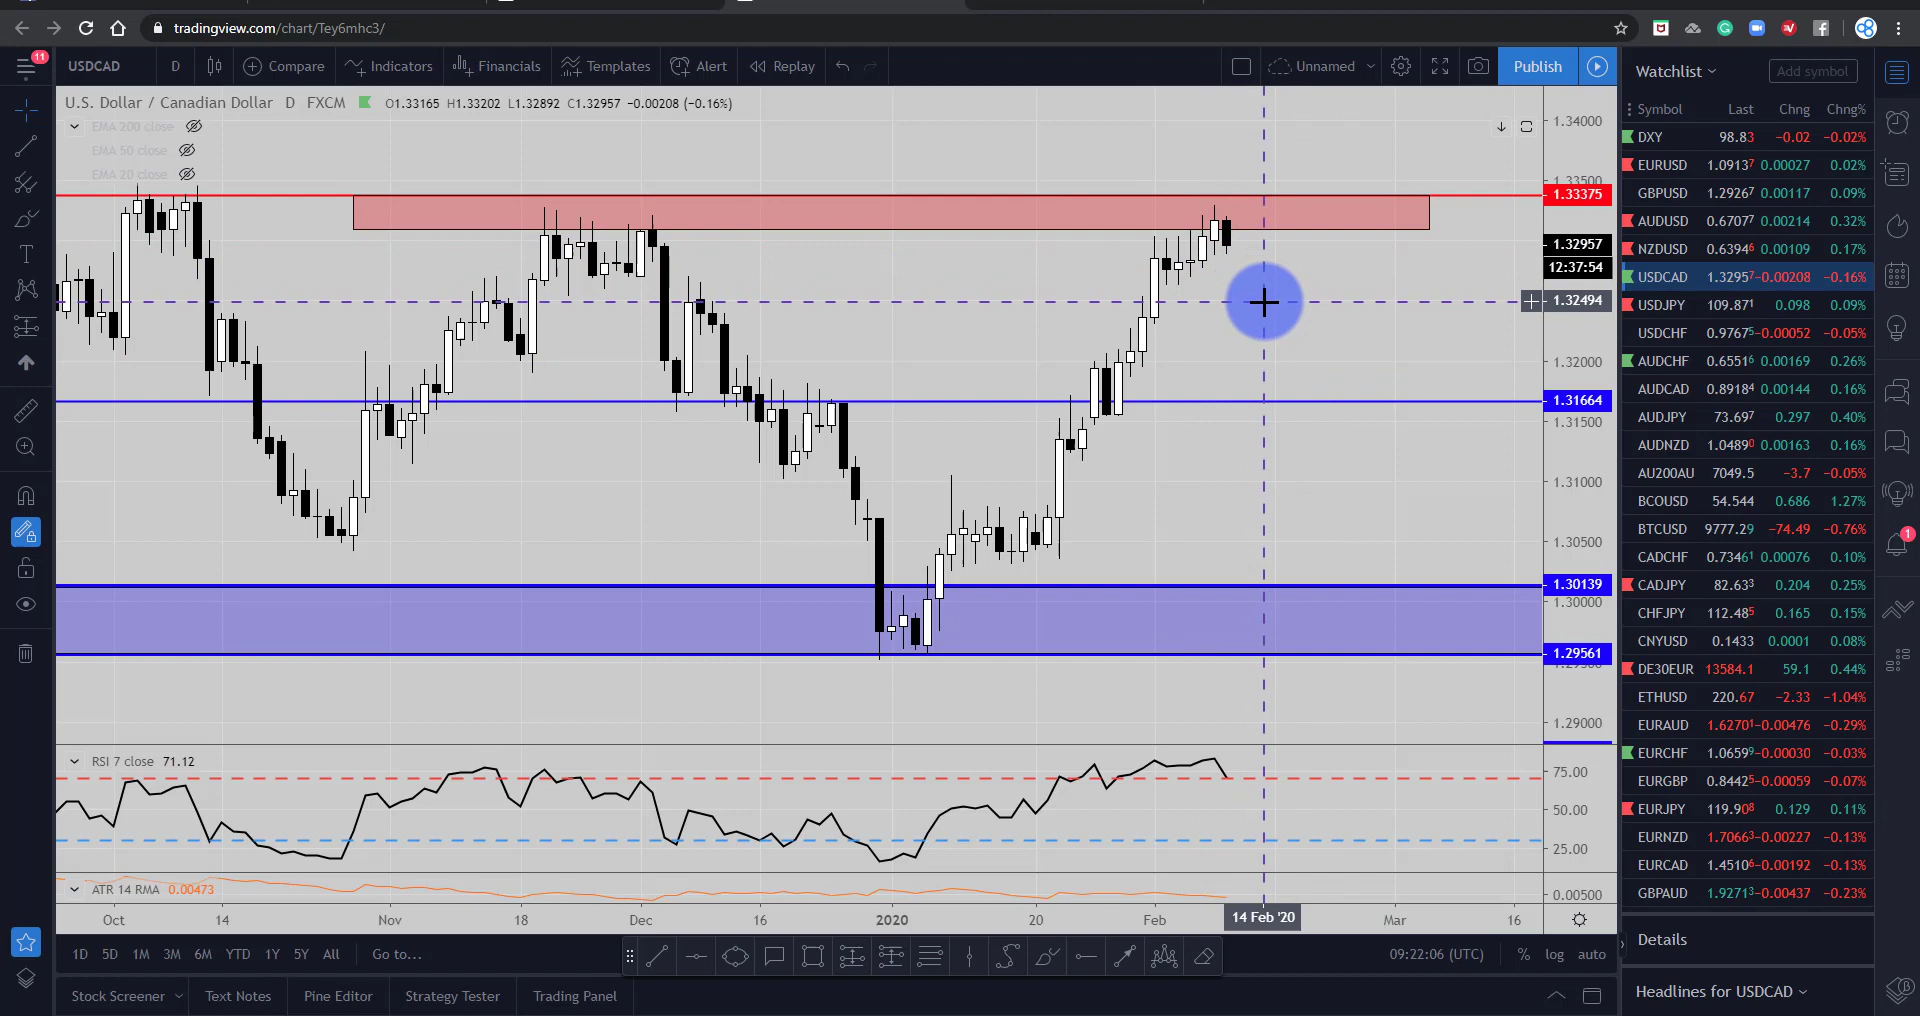 tradingview.com/chart/Tey6mhc3/
11
USDCAD D Compare Indicators Financials Templates Alert Replay Unnamed Publish
Watchlist Add symbol
U.S. Dollar / Canadian Dollar D FXCM O1.33165 H1.33202 L1.32892 C1.32957 −0.00208 (−0.16%)
EMA 200 close
EMA 50 close
EMA 20 close
1.34000
1.33500
1.33375
1.32957
12:37:54
1.32494
1.32000
1.31664
1.31500
1.31000
1.30500
1.30139
1.30000
1.29561
1.29000
RSI 7 close 71.12
75.00
50.00
25.00
ATR 14 RMA 0.00473
0.00500
Oct 14 Nov 18 Dec 16 2020 20 Feb 14 Feb '20 Mar 16
1D 5D 1M 3M 6M YTD 1Y 5Y All Go to... 09:22:06 (UTC) % log auto
Stock Screener Text Notes Pine Editor Strategy Tester Trading Panel
Symbol Last Chng Chng%
DXY 98.83 −0.02 −0.02%
EURUSD 1.09137 0.00027 0.02%
GBPUSD 1.29267 0.00117 0.09%
AUDUSD 0.67077 0.00214 0.32%
NZDUSD 0.63946 0.00109 0.17%
USDCAD 1.32957 −0.00208 −0.16%
USDJPY 109.871 0.098 0.09%
USDCHF 0.97675 −0.00052 −0.05%
AUDCHF 0.65516 0.00169 0.26%
AUDCAD 0.89184 0.00144 0.16%
AUDJPY 73.697 0.297 0.40%
AUDNZD 1.04890 0.00163 0.16%
AU200AU 7049.5 −3.7 −0.05%
BCOUSD 54.544 0.686 1.27%
BTCUSD 9777.29 −74.49 −0.76%
CADCHF 0.73461 0.00076 0.10%
CADJPY 82.633 0.204 0.25%
CHFJPY 112.485 0.165 0.15%
CNYUSD 0.1433 0.0001 0.08%
DE30EUR 13584.1 59.1 0.44%
ETHUSD 220.67 −2.33 −1.04%
EURAUD 1.62701 −0.00476 −0.29%
EURCHF 1.06599 −0.00030 −0.03%
EURGBP 0.84425 −0.00059 −0.07%
EURJPY 119.908 0.129 0.11%
EURNZD 1.70663 −0.00227 −0.13%
EURCAD 1.45106 −0.00192 −0.13%
GBPAUD 1.92713 −0.00437 −0.23%
1
Details
Headlines for USDCAD